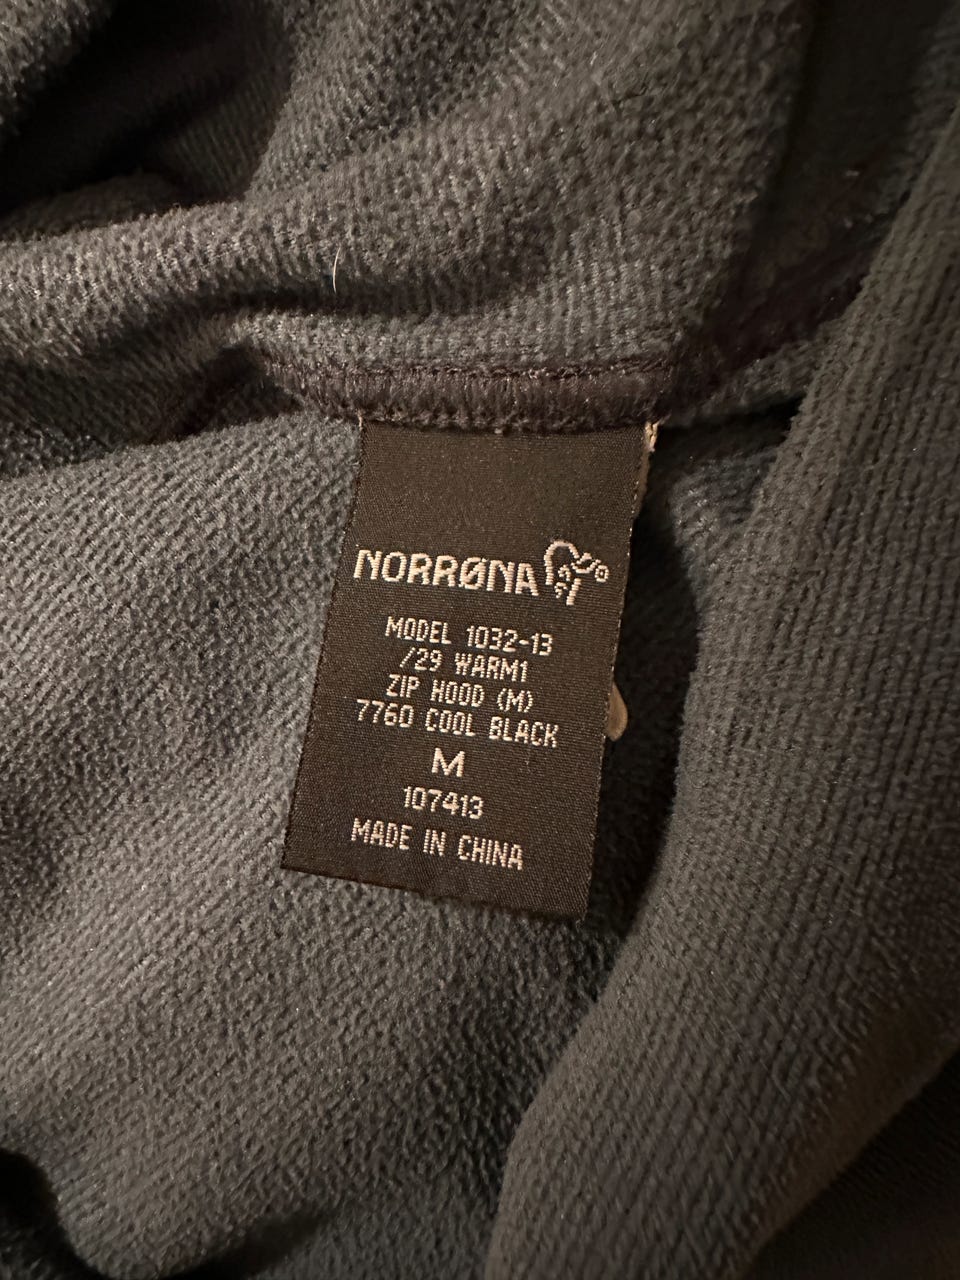 NORRØNA
MODEL 1032-13
/29 WARM1
ZIP HOOD (M)
7760 COOL BLACK
M
107413
MADE IN CHINA